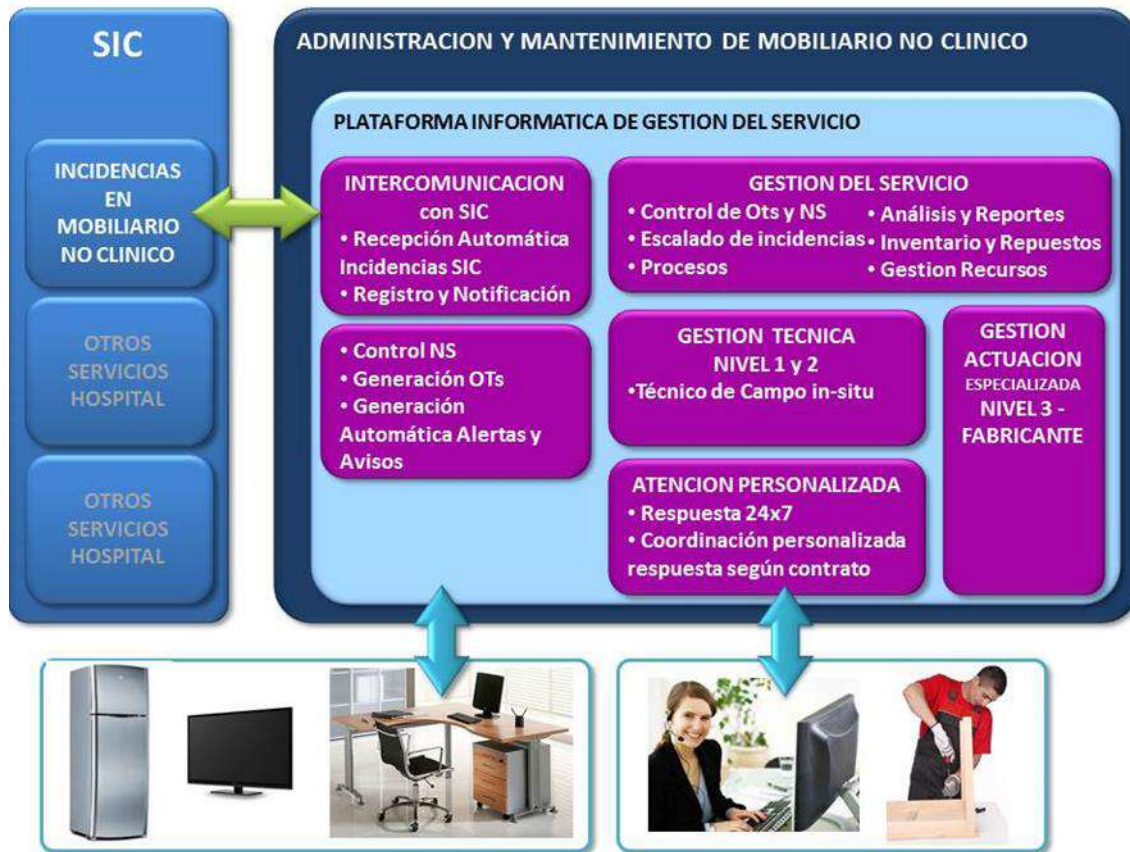 SIC
INCIDENCIAS
EN
MOBILIARIO
NO CLINICO
OTROS
SERVICIOS
HOSPITAL
OTROS
SERVICIOS
HOSPITAL
ADMINISTRACION Y MANTENIMIENTO DE MOBILIARIO NO CLINICO
PLATAFORMA INFORMATICA DE GESTION DEL SERVICIO
INTERCOMUNICACION
con SIC
• Recepción Automática
Incidencias SIC
• Registro y Notificación
• Control NS
• Generación OTs
• Generación
Automática Alertas y
Avisos
GESTION DEL SERVICIO
• Control de Ots y NS
• Escalado de incidencias
• Procesos
• Análisis y Reportes
• Inventario y Repuestos
• Gestion Recursos
GESTION TECNICA
NIVEL 1 y 2
•Técnico de Campo in-situ
ATENCION PERSONALIZADA
• Respuesta 24x7
• Coordinación personalizada
respuesta según contrato
GESTION
ACTUACION
ESPECIALIZADA
NIVEL 3 -
FABRICANTE